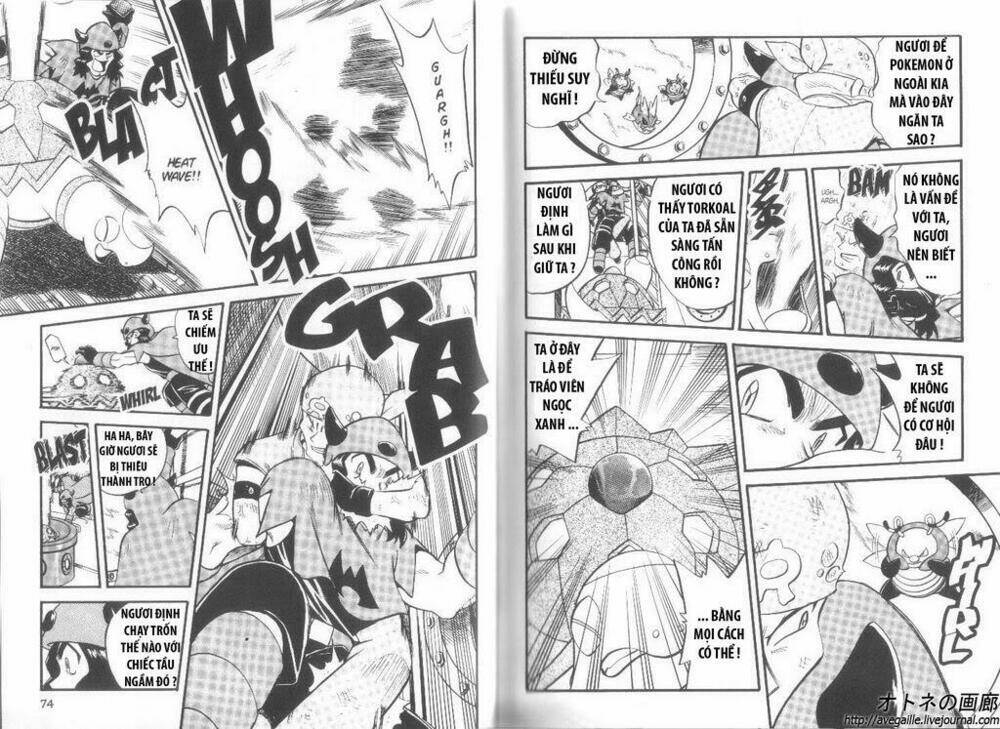 NGƯƠI ĐỂ
POKEMON Ở
NGOÀI KIA
MÀ VÀO ĐÂY
NGĂN TA
SAO ?
ĐỪNG
THIẾU SUY
NGHĨ !
NÓ KHÔNG
LÀ VẤN ĐỀ
VỚI TA,
NGƯƠI
NÊN BIẾT
...
BAM
UGH...
ARGH.
NGƯƠI CÓ
THẤY TORKOAL
CỦA TA ĐÃ SẴN
SÀNG TẤN
CÔNG RỒI
KHÔNG ?
NGƯƠI
ĐỊNH
LÀM GÌ
SAU KHI
GIỮ TA ?
TA SẼ
KHÔNG
ĐỂ NGƯƠI
CÓ CƠ HỘI
ĐÂU !
TA Ở ĐÂY
LÀ ĐỂ
TRÁO VIÊN
NGỌC
XANH ...
... BẰNG
MỌI CÁCH
CÓ THỂ !
オトネの画廊
http://avegaille.livejournal.com/
GUARGH!!
WHOOSH
HEAT
WAVE!!
BLA
GRAB
TA SẼ
CHIẾM
ƯU
THẾ !
WHIRL
HA HA, BÂY
GIỜ NGƯƠI SẼ
BỊ THIÊU
THÀNH TRO !
BLAST
NGƯƠI ĐỊNH
CHẠY TRỐN
THẾ NÀO VỚI
CHIẾC TẦU
NGẦM ĐÓ ?
74